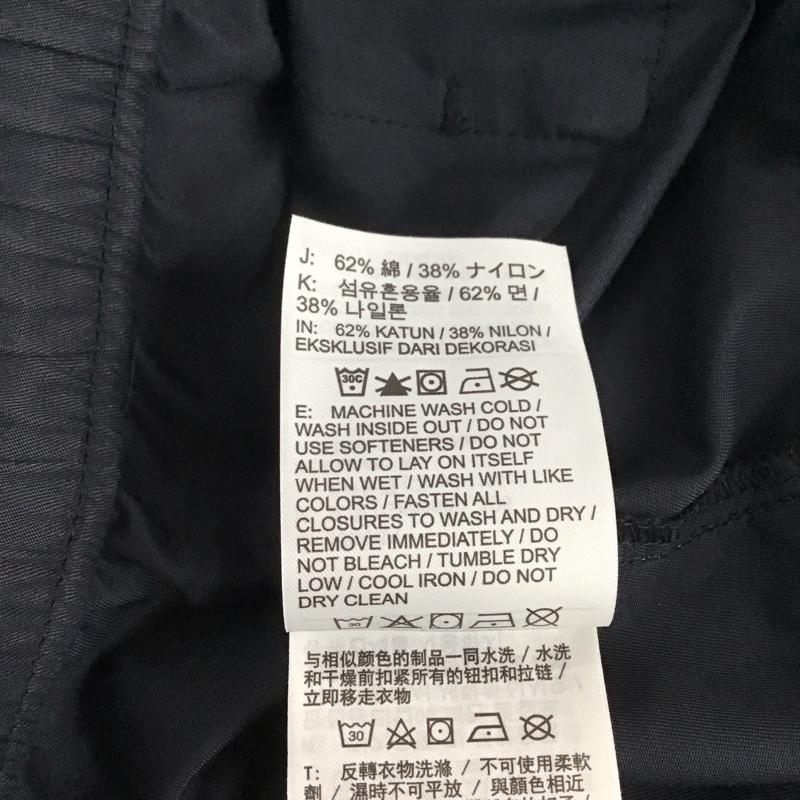 J: 62% 綿 / 38% ナイロン
K: 섬유혼용율 / 62% 면 /
38% 나일론
IN: 62% KATUN / 38% NILON /
EKSKLUSIF DARI DEKORASI
30C
E: MACHINE WASH COLD /
WASH INSIDE OUT / DO NOT
USE SOFTENERS / DO NOT
ALLOW TO LAY ON ITSELF
WHEN WET / WASH WITH LIKE
COLORS / FASTEN ALL
CLOSURES TO WASH AND DRY /
REMOVE IMMEDIATELY / DO
NOT BLEACH / TUMBLE DRY
LOW / COOL IRON / DO NOT
DRY CLEAN
30
与相似颜色的制品一同水洗 / 水洗
和干燥前扣紧所有的钮扣和拉链 /
立即移走衣物
30
T: 反轉衣物洗滌 / 不可使用柔軟
劑 / 濕時不可平放 / 與顏色相近